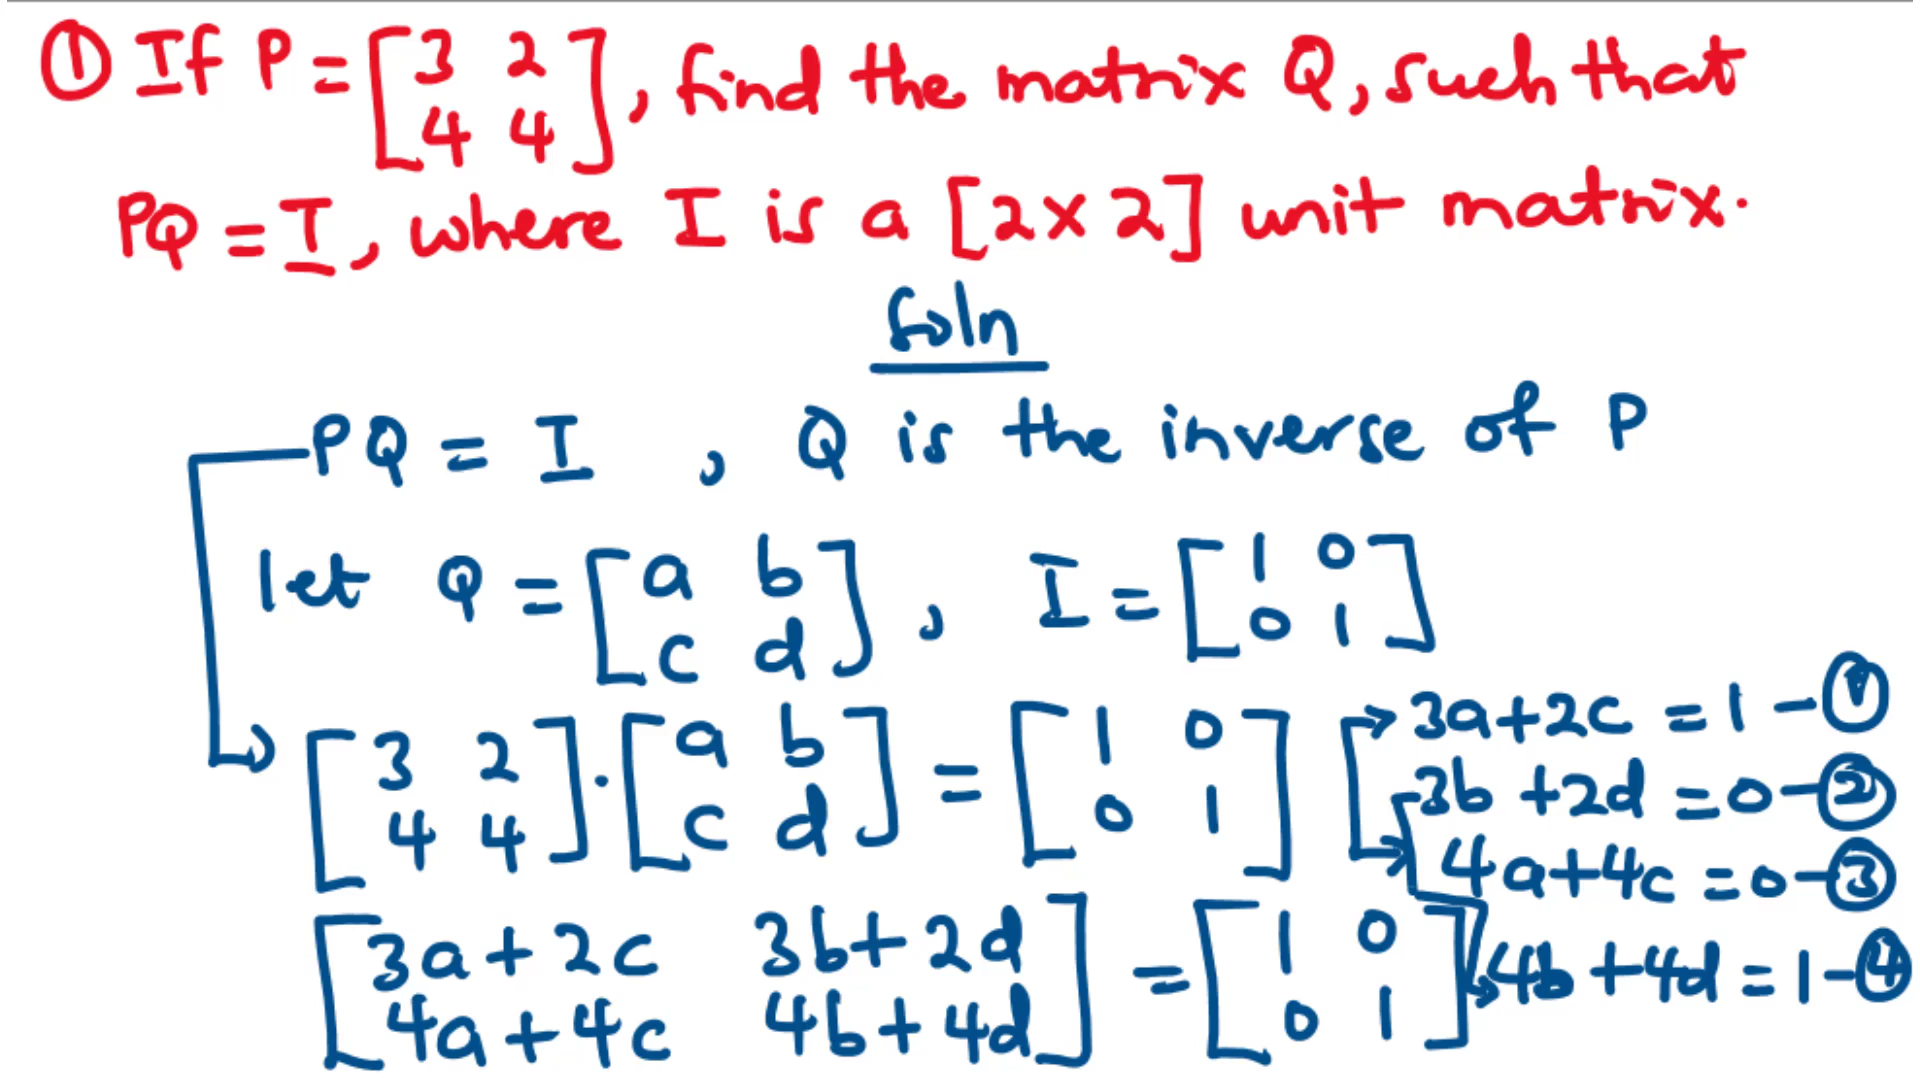 ① If P = [3 2
4 4], find the matrix Q, such that
PQ = I, where I is a [2x2] unit matrix.
Soln
PQ = I , Q is the inverse of P
let Q = [a b
c d], I = [1 0
0 1]
[3 2
4 4] · [a b
c d] = [1 0
0 1]
[3a+2c 3b+2d
4a+4c 4b+4d] = [1 0
0 1]
3a+2c = 1 - ①
3b +2d = 0 - ②
4a+4c = 0 - ③
4b +4d = 1 - ④